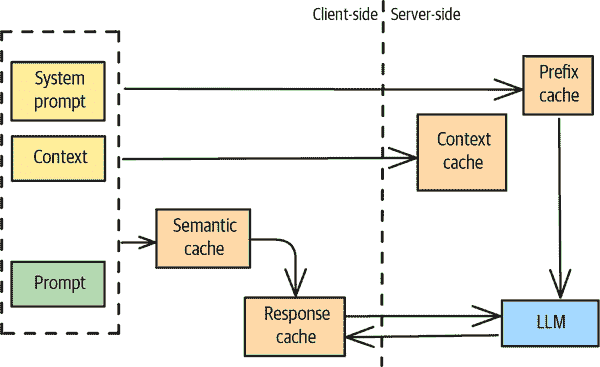 Client-side
Server-side
System
prompt
Prefix
cache
Context
Context
cache
Semantic
cache
Prompt
Response
cache
LLM